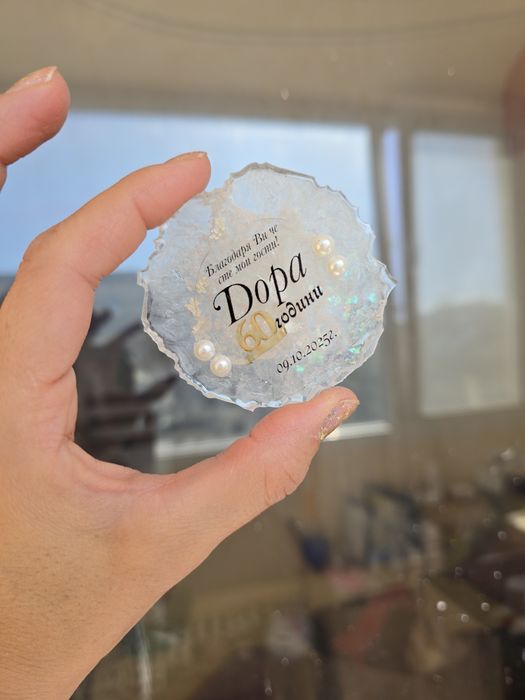 Благодаря Ви че
сте мои гости!
Дора
60 години
09.10.2025г.